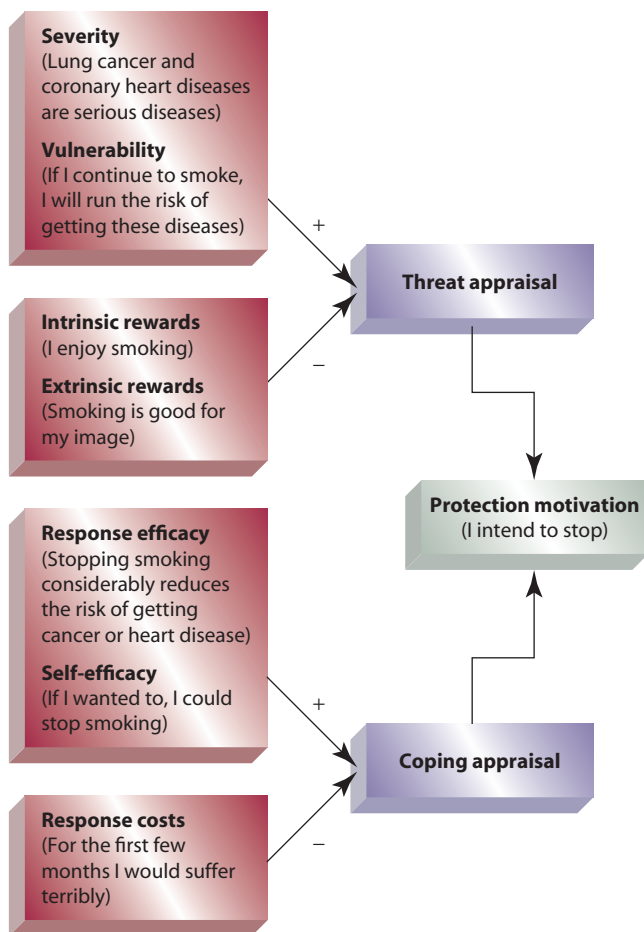 Severity
(Lung cancer and
coronary heart diseases
are serious diseases)
Vulnerability
(If I continue to smoke,
I will run the risk of
getting these diseases)
+
Threat appraisal
Intrinsic rewards
(I enjoy smoking)
–
Extrinsic rewards
(Smoking is good for
my image)
Protection motivation
(I intend to stop)
Response efficacy
(Stopping smoking
considerably reduces
the risk of getting
cancer or heart disease)
Self-efficacy
(If I wanted to, I could
stop smoking)
+
Coping appraisal
Response costs
(For the first few
months I would suffer
terribly)
–